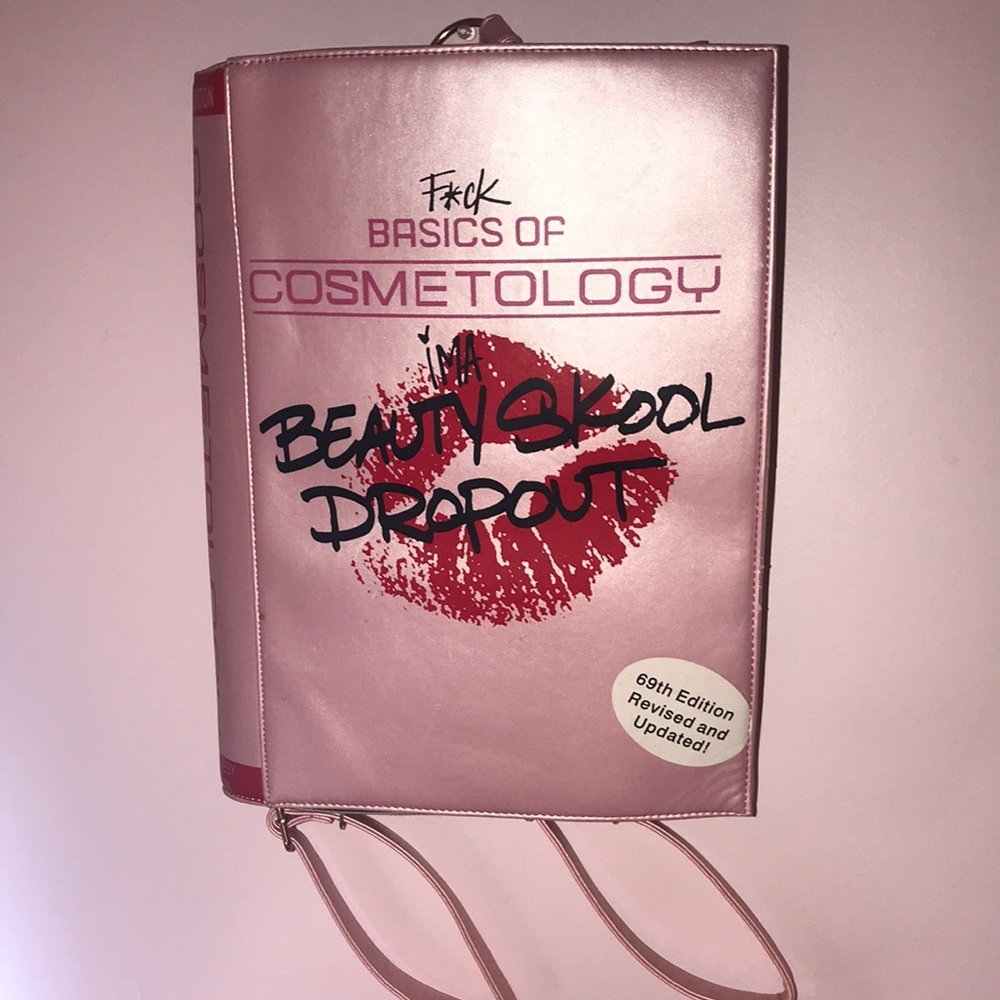 F*ck
BASICS OF
COSMETOLOGY
iMA
BEAUTY SKOOL
DROPOUT
69th Edition
Revised and
Updated!